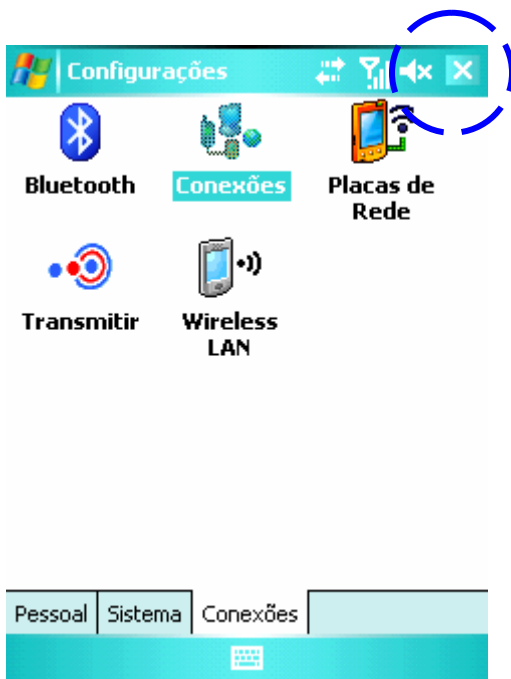 Configurações
Bluetooth
Conexões
Placas de
Rede
Transmitir
Wireless
LAN
Pessoal
Sistema
Conexões